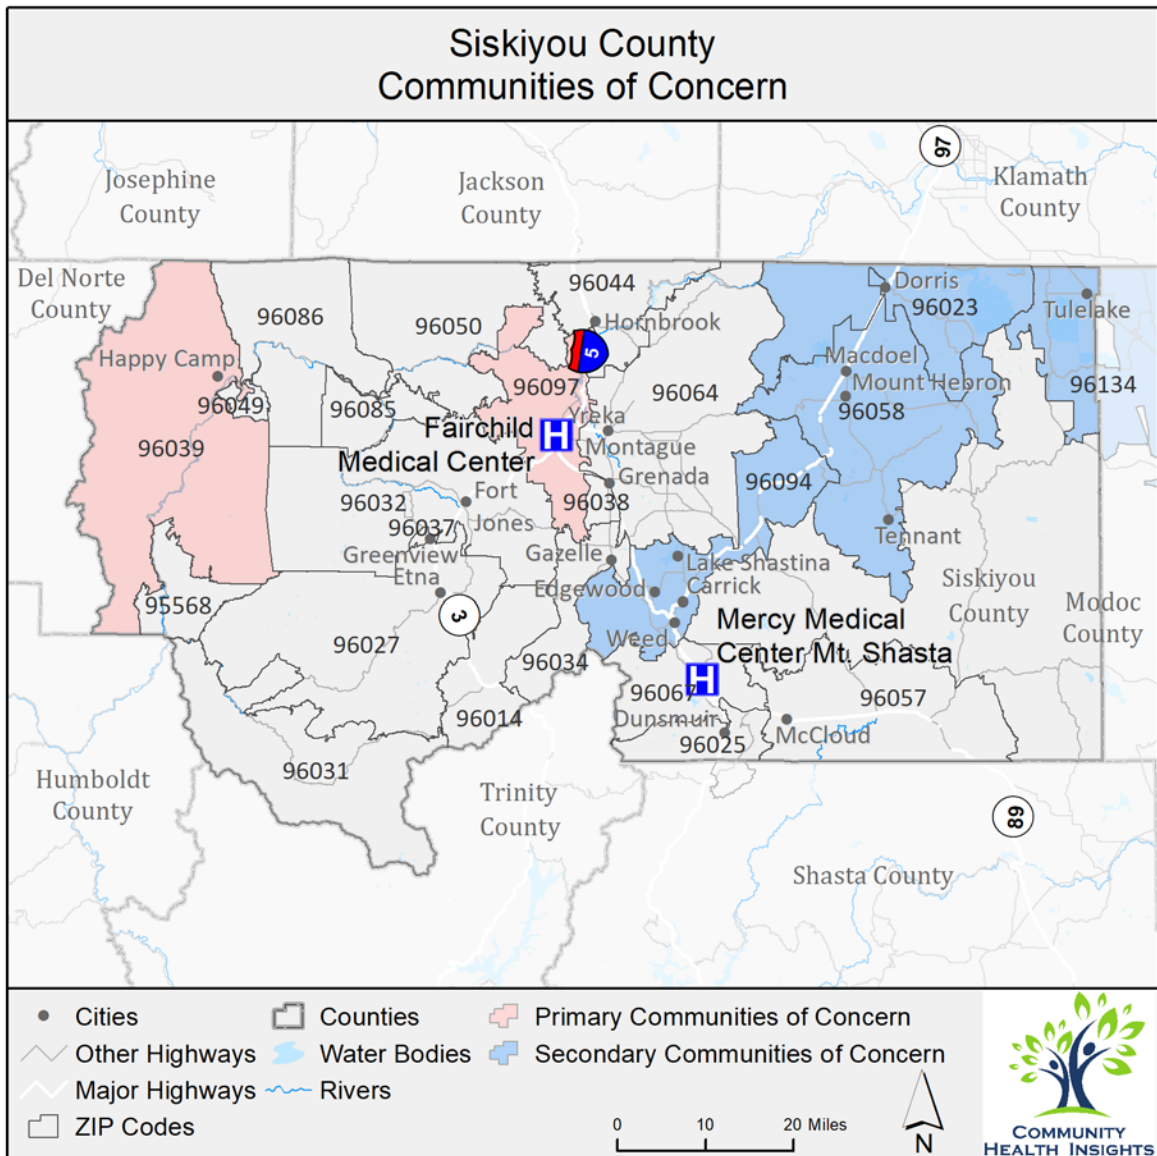 Siskiyou County
Communities of Concern
97
Josephine
County
Jackson
County
Klamath
County
Del Norte
County
96044
Dorris
96023
Tulelake
96086
96050
Hornbrook
5
Happy Camp
96049
96097
96064
Macdoel
Mount Hebron
96134
96085
96058
Yreka
96039
Fairchild
Medical Center
H
Montague
Grenada
96094
96032
Fort
Jones
96038
96037
Greenview
Gazelle
Tennant
Lake Shastina
Etna
Edgewood
Carrick
Siskiyou
County
Modoc
County
95568
3
Mercy Medical
Center Mt. Shasta
Weed
96027
96034
H
96067
96057
96014
Dunsmuir
96025
McCloud
96031
Humboldt
County
Trinity
County
89
Shasta County
Cities
Counties
Primary Communities of Concern
Other Highways
Water Bodies
Secondary Communities of Concern
Major Highways
Rivers
ZIP Codes
0 10 20 Miles
N
COMMUNITY
HEALTH INSIGHTS